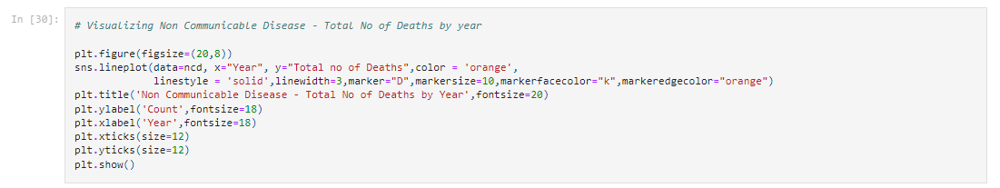 In [30]:
# Visualizing Non Communicable Disease - Total No of Deaths by year
plt.figure(figsize=(20,8))
sns.lineplot(data=ncd, x="Year", y="Total no of Deaths",color = 'orange',
linestyle = 'solid',linewidth=3,marker="D",markersize=10,markerfacecolor="k",markeredgecolor="orange")
plt.title('Non Communicable Disease - Total No of Deaths by Year',fontsize=20)
plt.ylabel('Count',fontsize=18)
plt.xlabel('Year',fontsize=18)
plt.xticks(size=12)
plt.yticks(size=12)
plt.show()